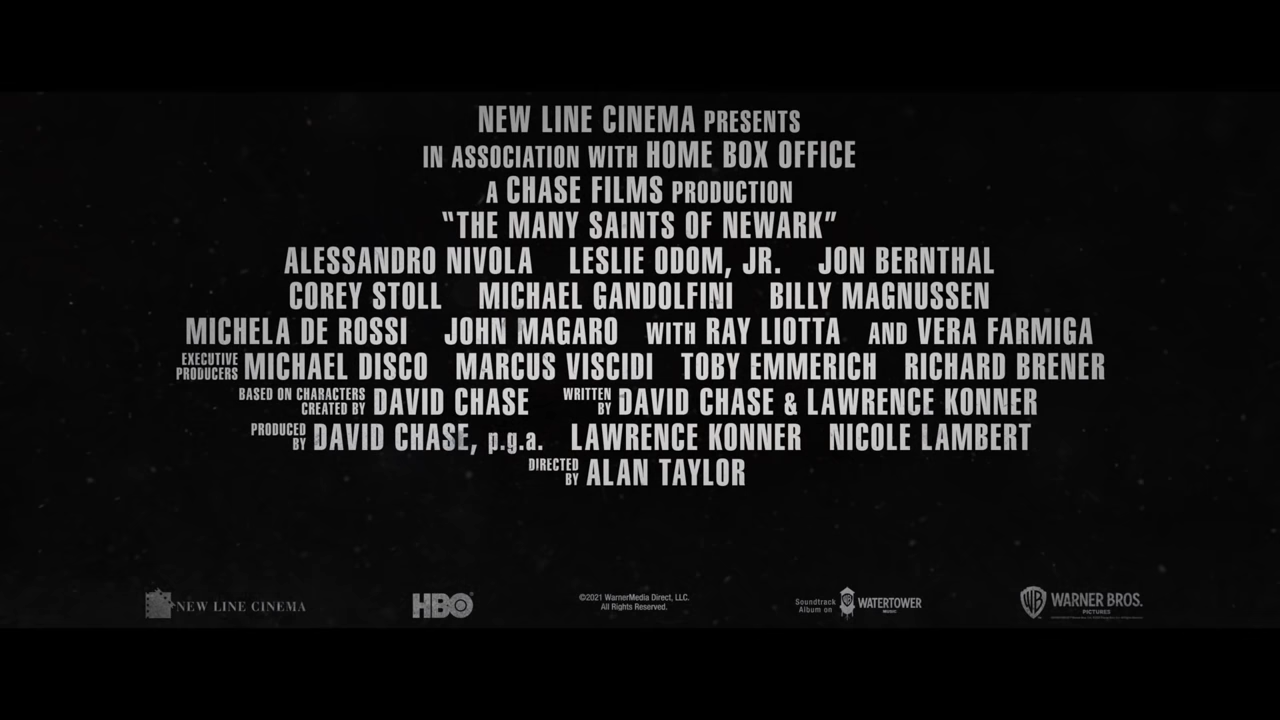 NEW LINE CINEMA PRESENTS
IN ASSOCIATION WITH HOME BOX OFFICE
A CHASE FILMS PRODUCTION
"THE MANY SAINTS OF NEWARK"
ALESSANDRO NIVOLA LESLIE ODOM, JR. JON BERNTHAL
COREY STOLL MICHAEL GANDOLFINI BILLY MAGNUSSEN
MICHELA DE ROSSI JOHN MAGARO WITH RAY LIOTTA AND VERA FARMIGA
EXECUTIVE PRODUCERS MICHAEL DISCO MARCUS VISCIDI TOBY EMMERICH RICHARD BRENER
BASED ON CHARACTERS CREATED BY DAVID CHASE WRITTEN BY DAVID CHASE & LAWRENCE KONNER
PRODUCED BY DAVID CHASE, p.g.a. LAWRENCE KONNER NICOLE LAMBERT
DIRECTED BY ALAN TAYLOR
NEW LINE CINEMA
HBO
©2021 WarnerMedia Direct, LLC.
All Rights Reserved.
Soundtrack
Album on
WATERTOWER
MUSIC
WB
WARNER BROS.
PICTURES